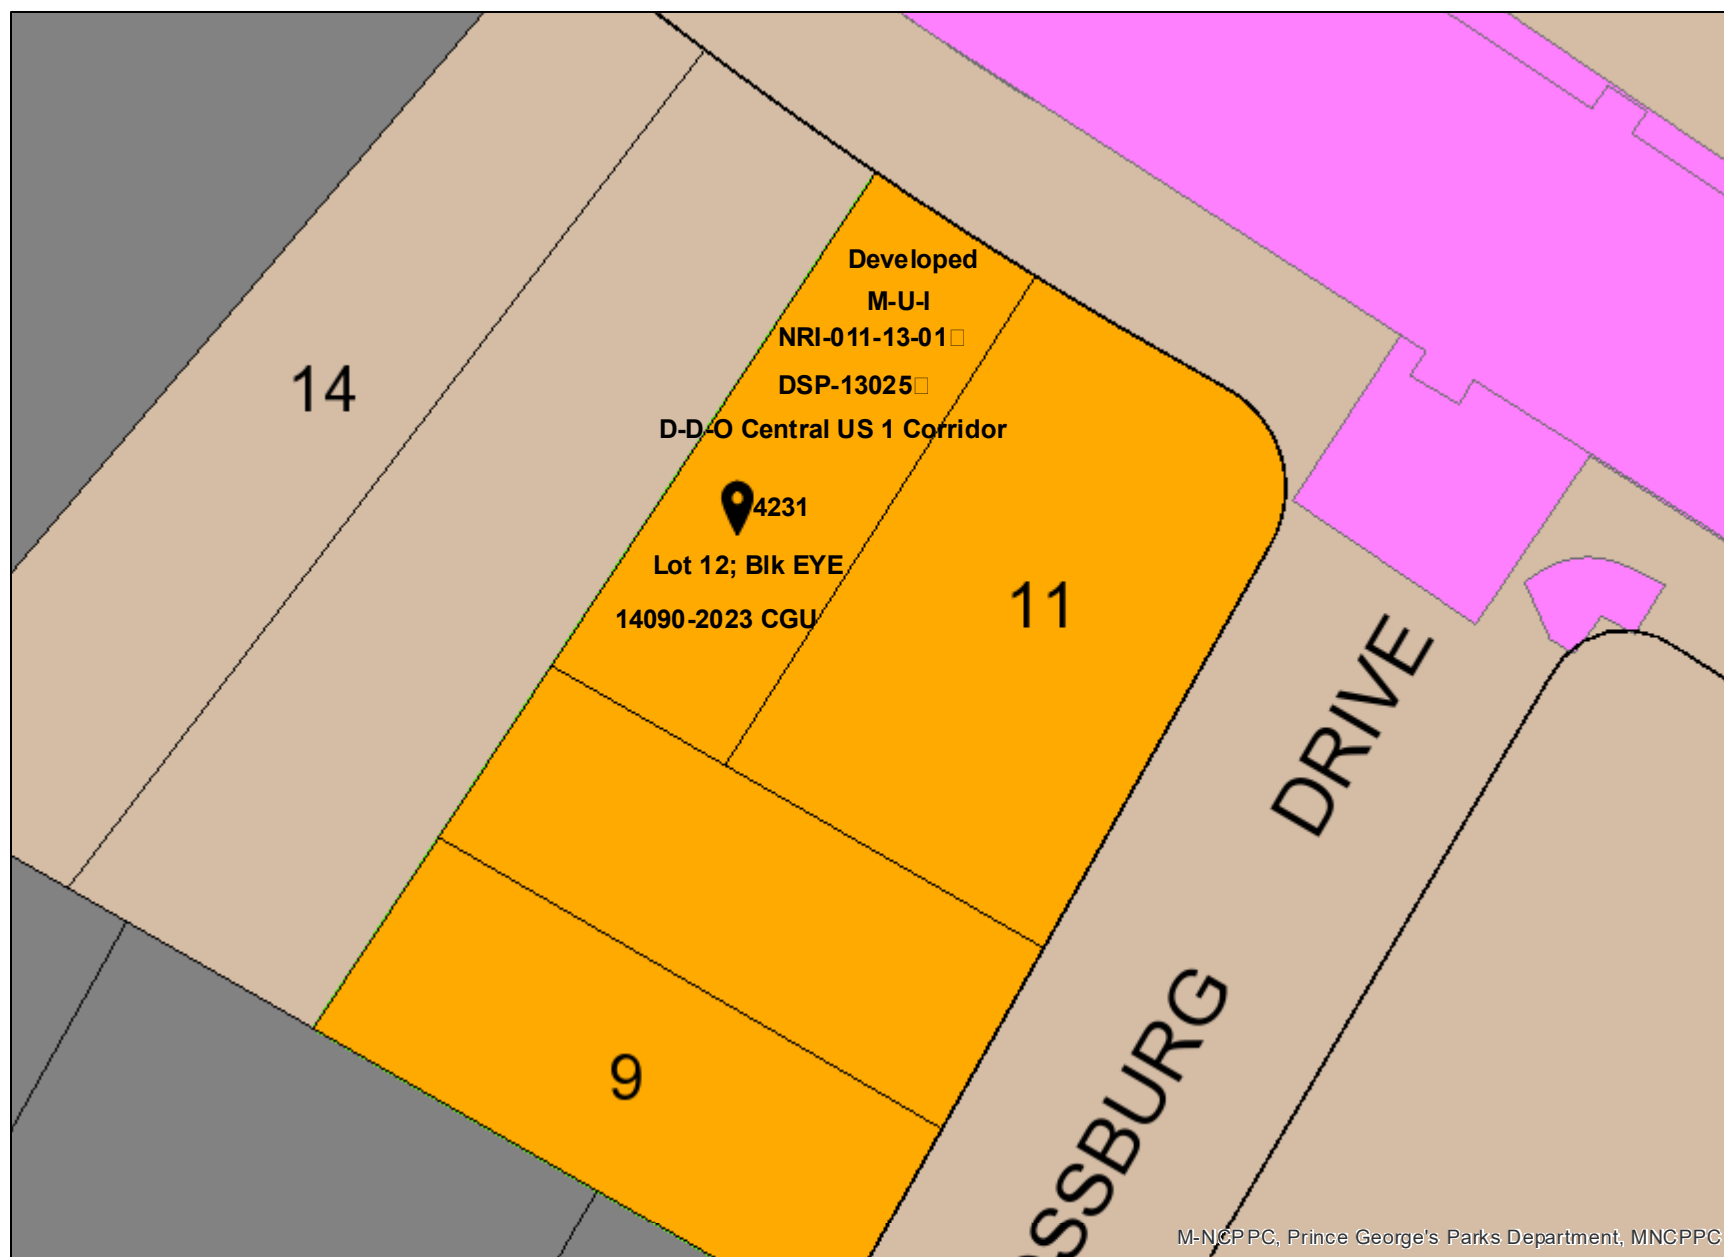 Developed
M-U-I
NRI-011-13-01
DSP-13025
D-D-O Central US 1 Corridor
14
4231
Lot 12; Blk EYE
11
14090-2023 CGU
DRIVE
OSSBURG
9
M-NCPPC, Prince George's Parks Department, MNCPPC